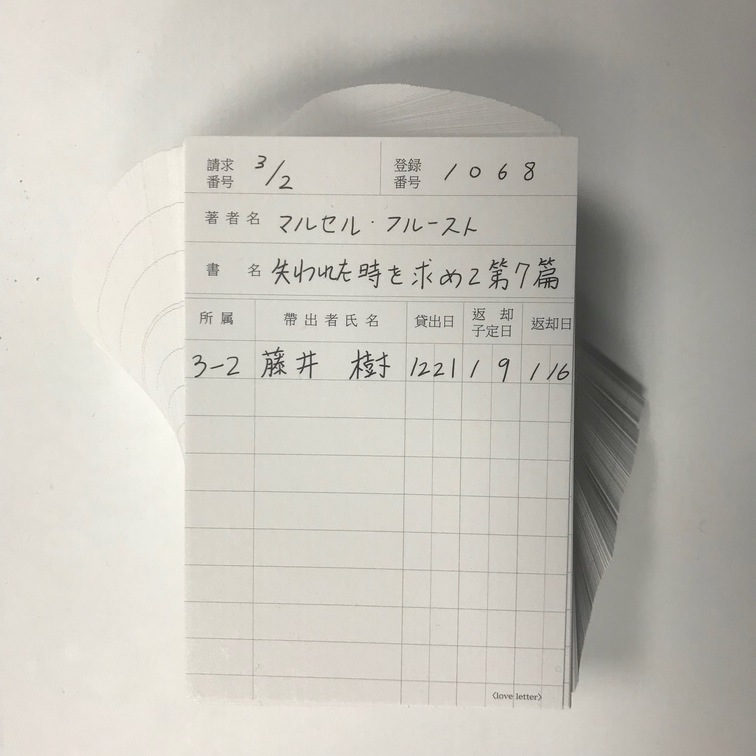 請求番号 3/2 登録番号 1068
著者名 マルセル・フルースト
書名 失われた時を求めて第7篇
所属 帶出者氏名 貸出日 返却子定日 返却日
3-2 藤井 樹 12 21 1 9 1 16
〈love letter〉